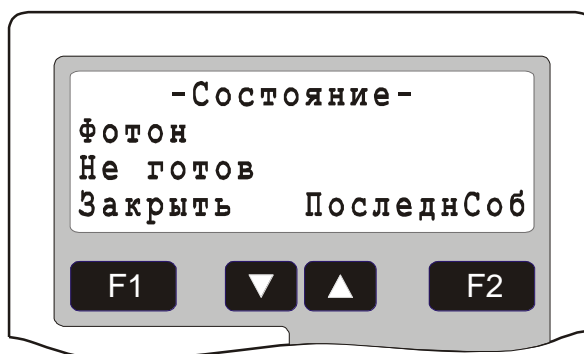 -Состояние-
Фотон
Не готов
Закрыть ПоследнСоб
F1 F2